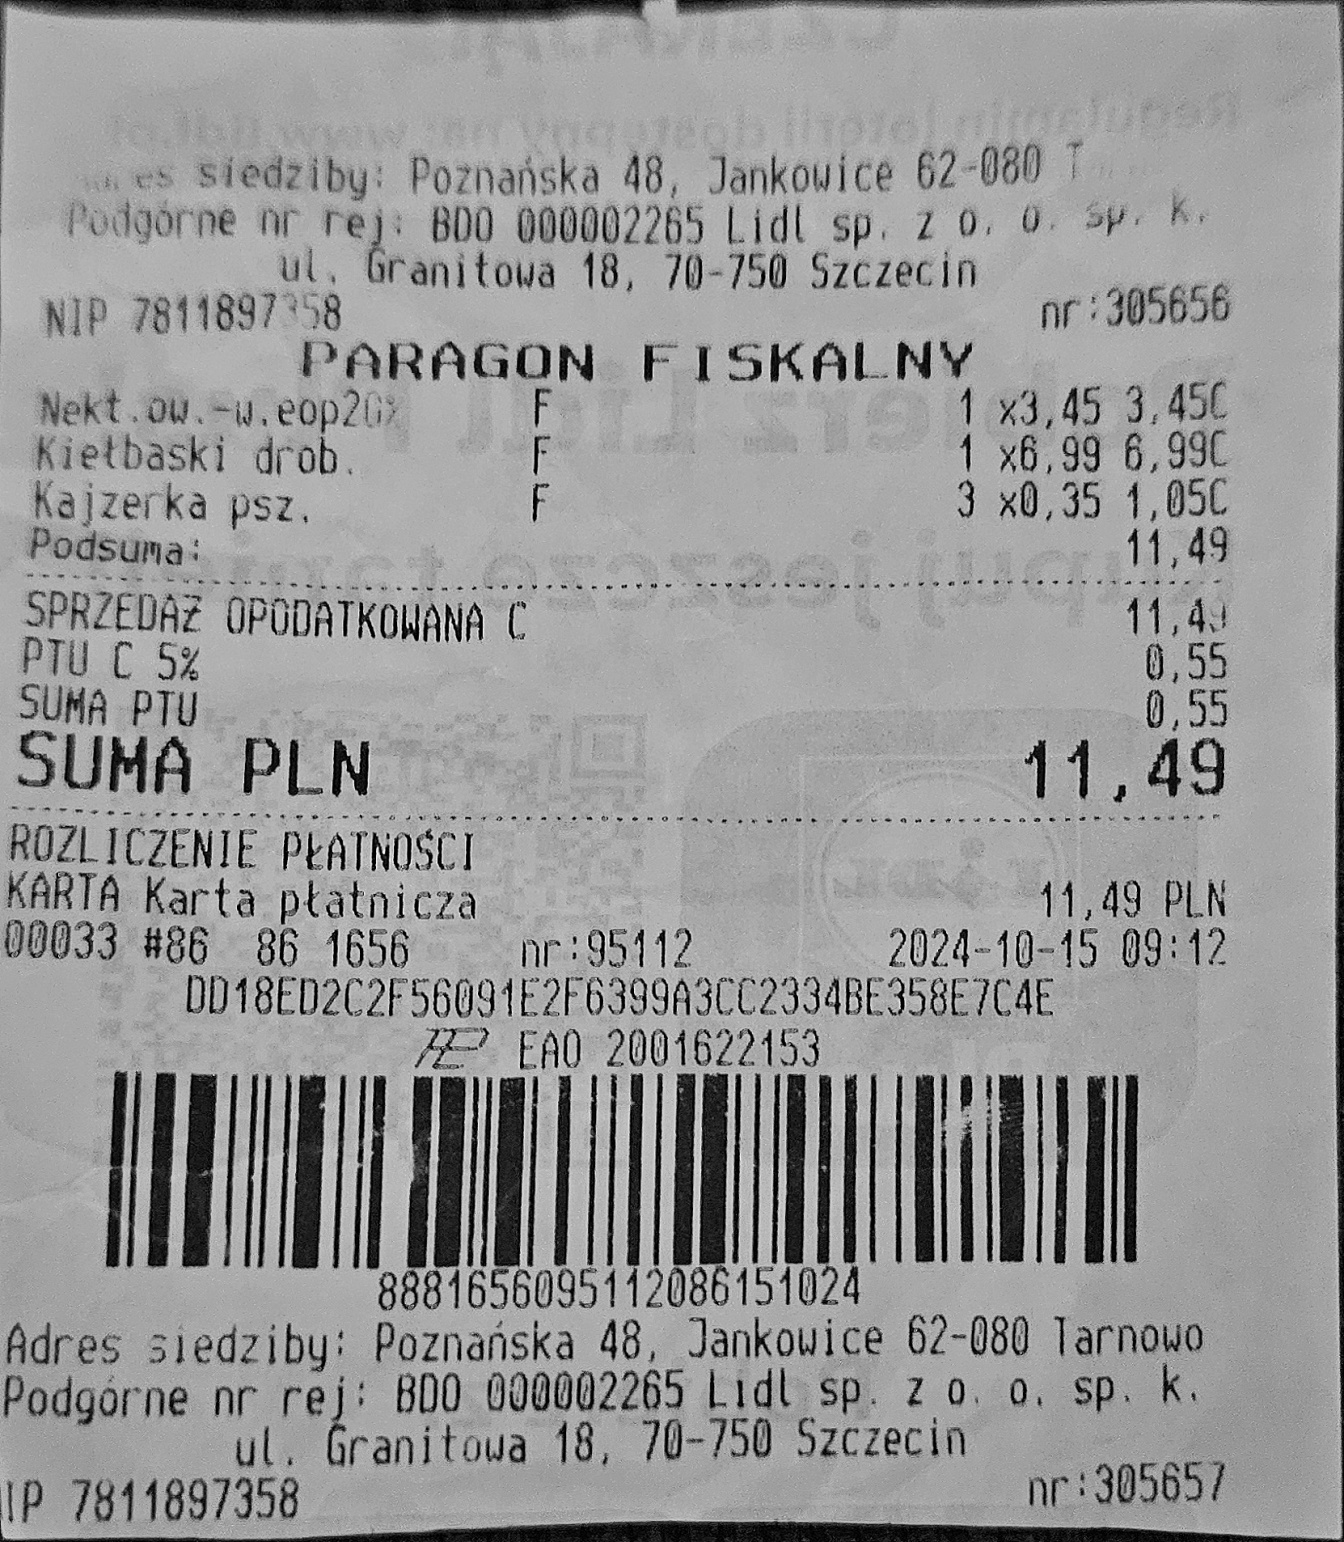 siedziby: Poznańska 48, Jankowice 62-080
Podgórne nr rej: BDO 000002265 Lidl sp. z o. o. sp. k.
ul. Granitowa 18, 70-750 Szczecin
NIP 7811897358 nr:305656
PARAGON FISKALNY
Nekt.ow.-w. F 1 x3,45 3,45C
Kiełbaski drob. F 1 x6,99 6,99C
Kajzerka psz. F 3 x0,35 1,05C
Podsuma: 11,49
SPRZEDAŻ OPODATKOWANA C 11,49
PTU C 5% 0,55
SUMA PTU 0,55
SUMA PLN 11,49
ROZLICZENIE PŁATNOŚCI
KARTA Karta płatnicza 11,49 PLN
00033 #86 86 1656 nr:95112 2024-10-15 09:12
DD18ED2C2F56091E2F6399A3CC2334BE358E7C4E
EAO 2001622153
8881656095112086151024
Adres siedziby: Poznańska 48, Jankowice 62-080 Tarnowo
Podgórne nr rej: BDO 000002265 Lidl sp. z o. o. sp. k.
ul. Granitowa 18, 70-750 Szczecin
IP 7811897358 nr:305657